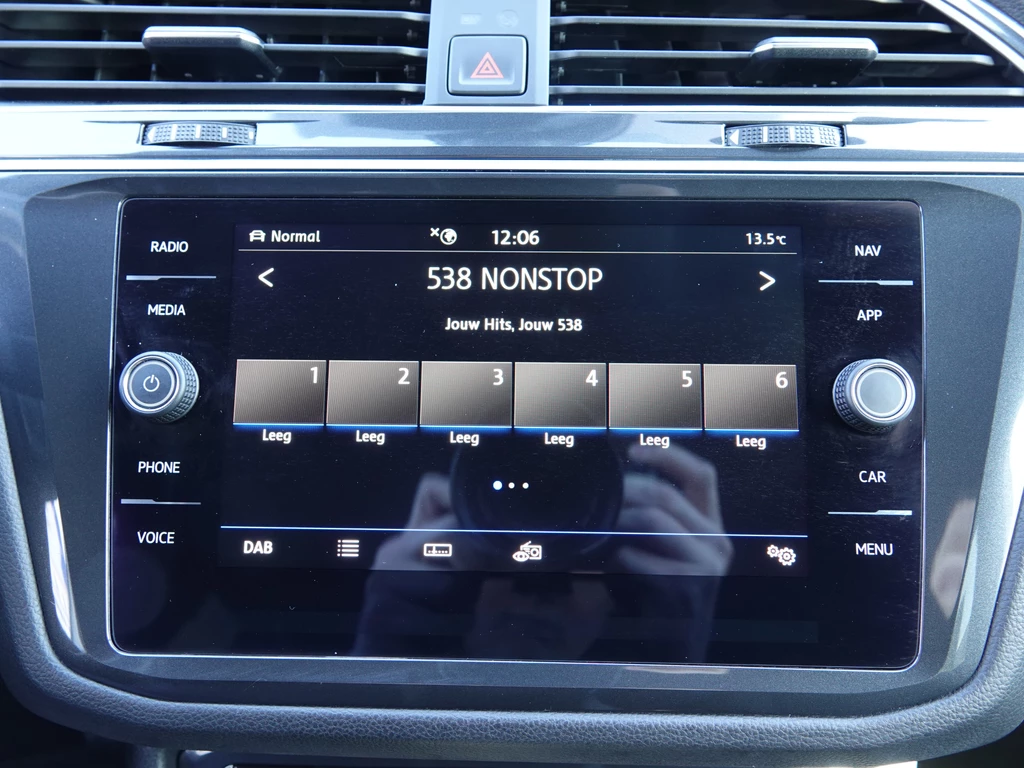 RADIO
MEDIA
PHONE
VOICE
Normal 12:06 13.5°C
< 538 NONSTOP >
Jouw Hits, Jouw 538
1 2 3 4 5 6
Leeg Leeg Leeg Leeg Leeg Leeg
DAB
NAV
APP
CAR
MENU